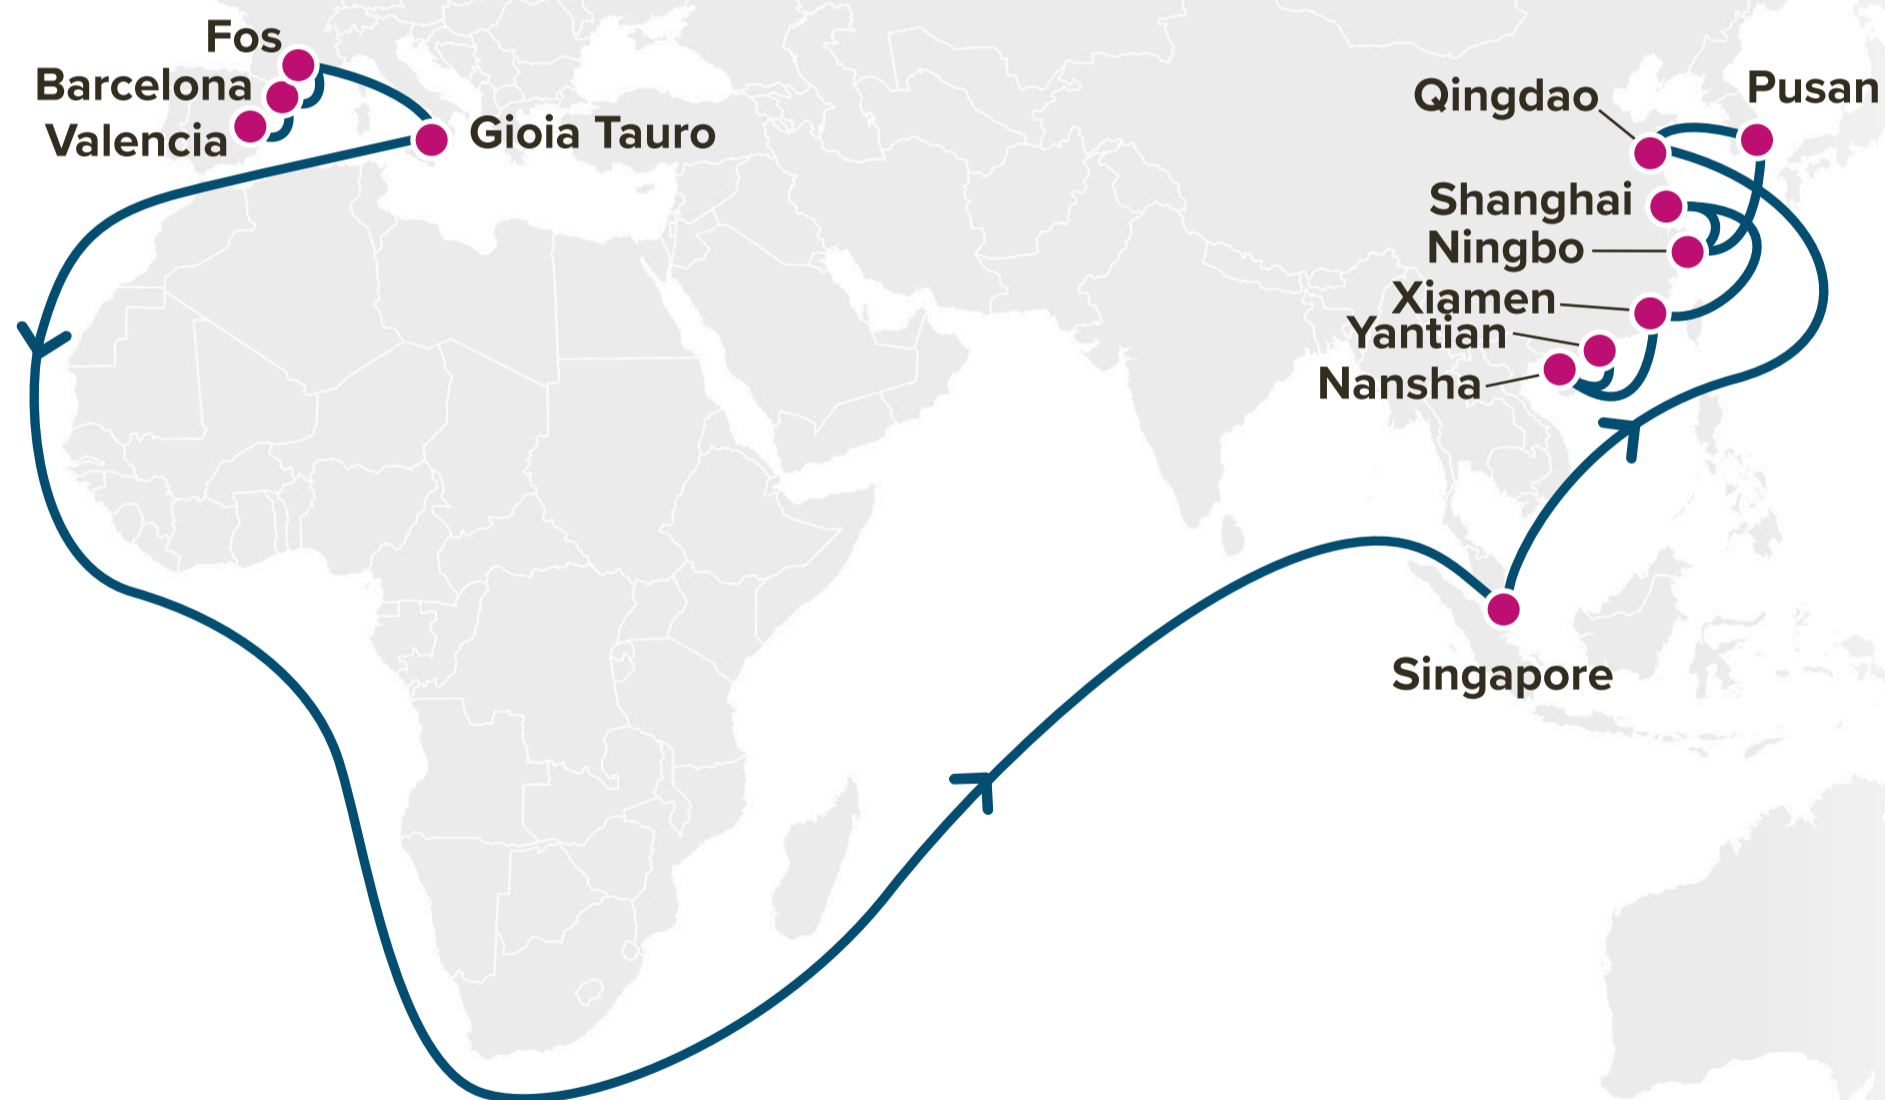 Fos
Barcelona
Valencia
Gioia Tauro
Qingdao
Pusan
Shanghai
Ningbo
Xiamen
Yantian
Nansha
Singapore